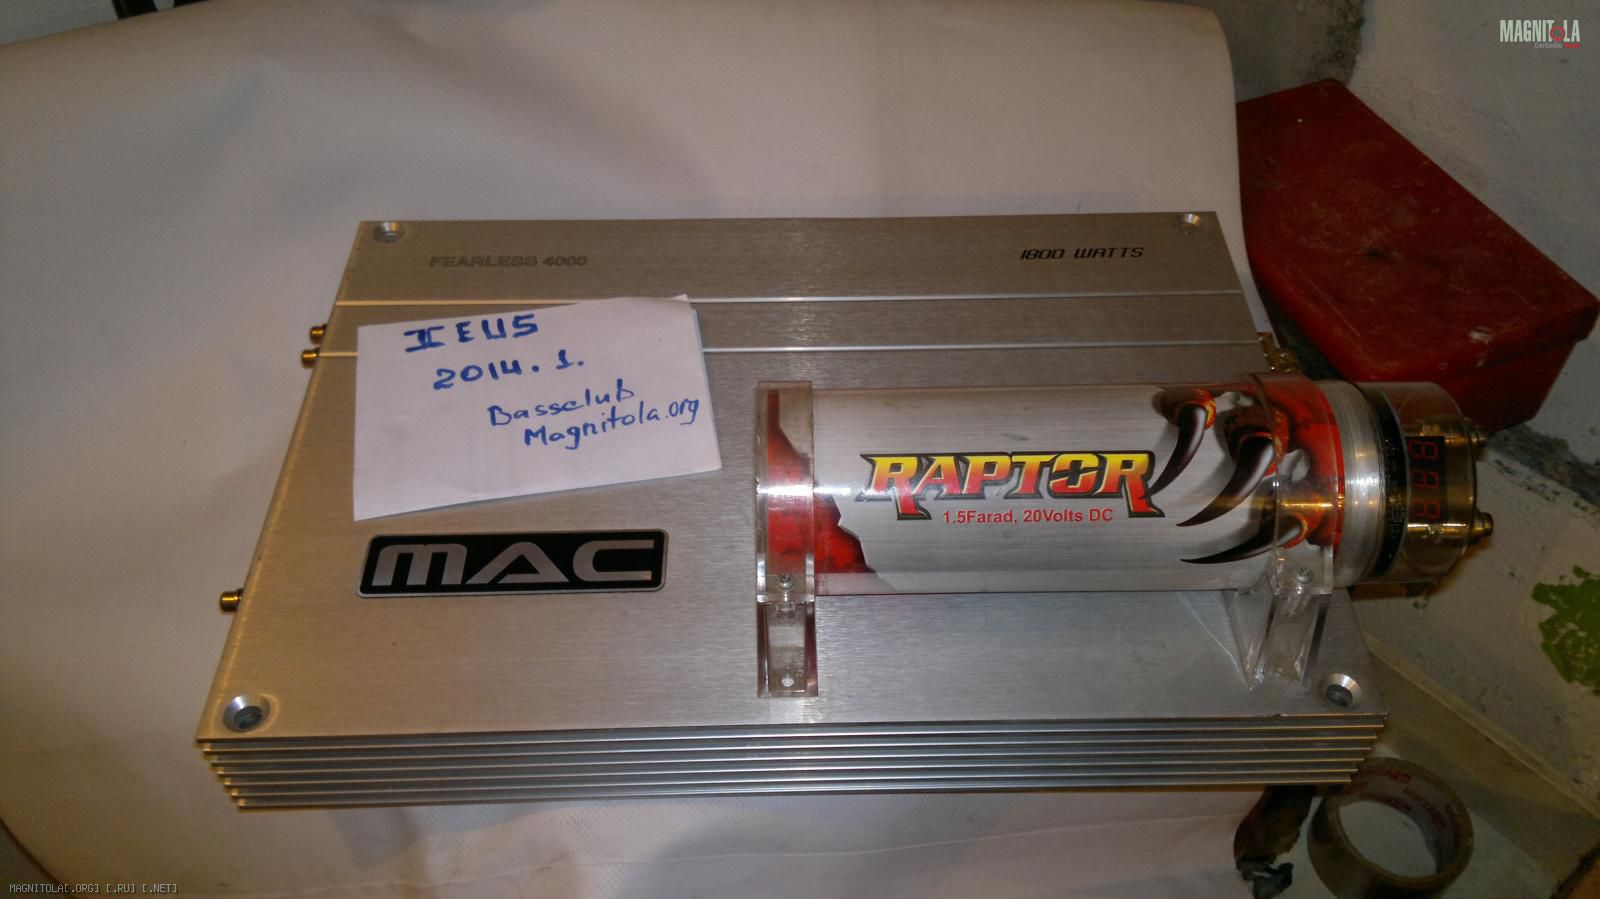 MAGNITOLA
FEARLESS 4000
1800 WATTS
IEUS
2014. 1.
Bassclub
Magnitola.org
RAPTOR
1.5Farad, 20Volts DC
MAC
MAGNITOLA[.ORG] [.RU] [.NET]